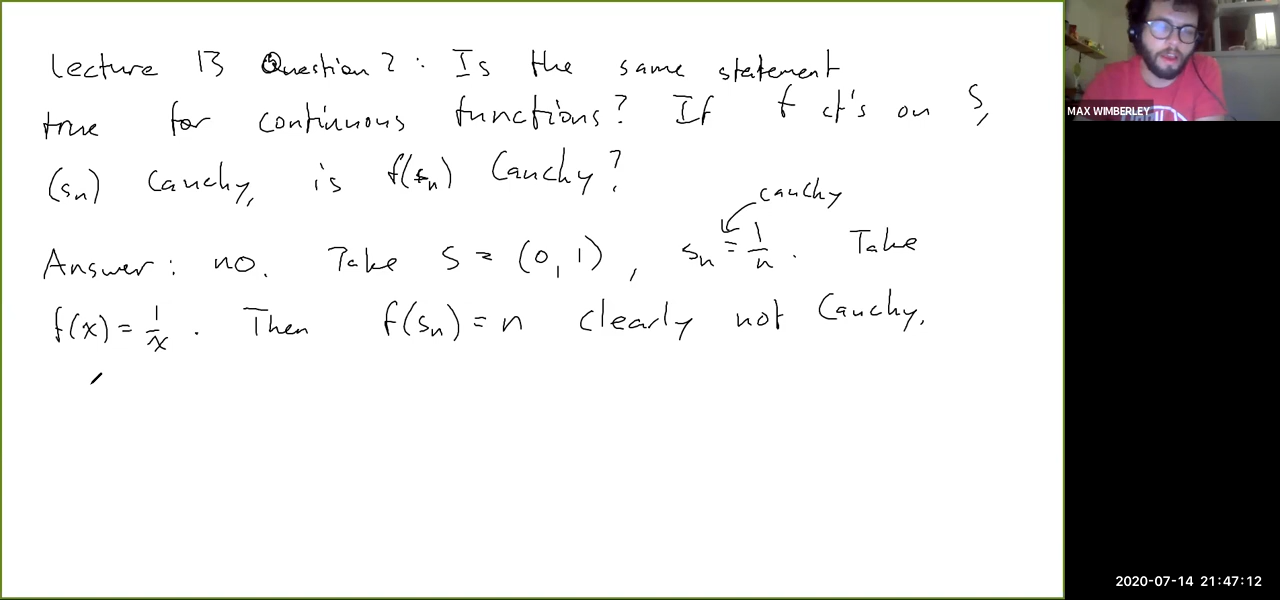 Lecture 13 Question 2 : Is the same statement
true for continuous functions? If f ct's on S,
(sₙ) Cauchy, is f(sₙ) Cauchy?
cauchy
Answer: no. Take S = (0, 1), sₙ = 1/n. Take
f(x) = 1/x. Then f(sₙ) = n clearly not Cauchy.
MAX WIMBERLEY
2020-07-14 21:47:12